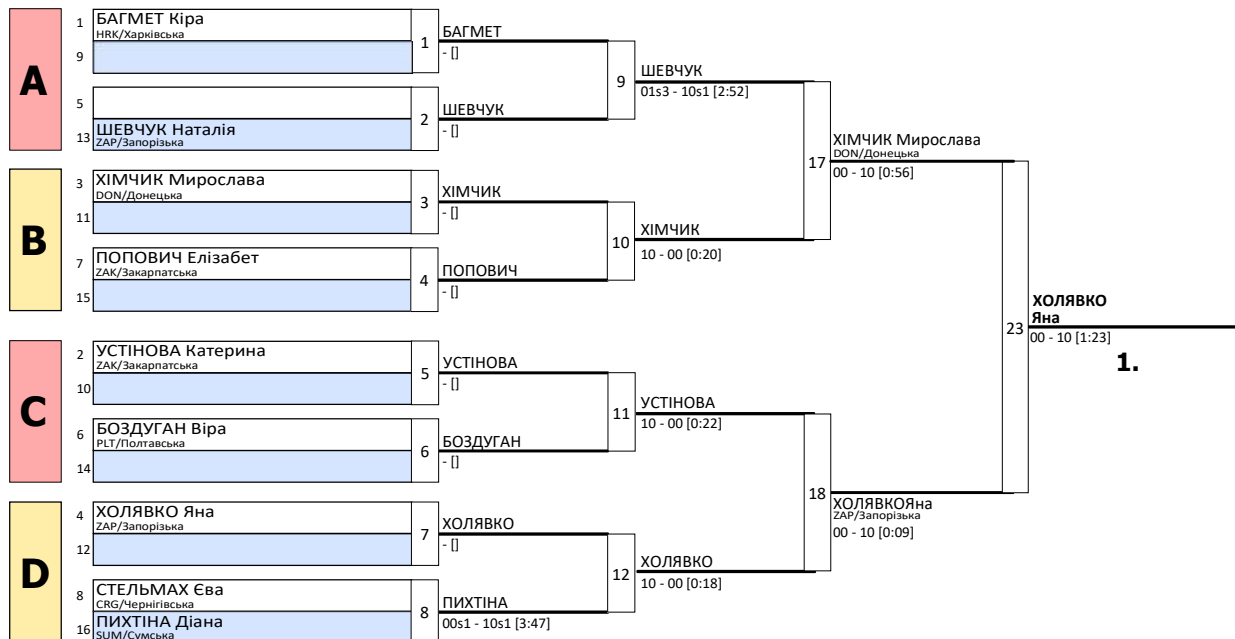 A
1
БАГМЕТ Кіра
HRK/Харківська
9
1
БАГМЕТ
- []
5
13
ШЕВЧУК Наталія
ZAP/Запорізька
2
ШЕВЧУК
- []
9
ШЕВЧУК
01s3 - 10s1 [2:52]
B
3
ХІМЧИК Мирослава
DON/Донецька
11
3
ХІМЧИК
- []
7
ПОПОВИЧ Елізабет
ZAK/Закарпатська
15
4
ПОПОВИЧ
- []
10
ХІМЧИК
10 - 00 [0:20]
17
ХІМЧИК Мирослава
DON/Донецька
00 - 10 [0:56]
C
2
УСТІНОВА Катерина
ZAK/Закарпатська
10
5
УСТІНОВА
- []
6
БОЗДУГАН Віра
PLT/Полтавська
14
6
БОЗДУГАН
- []
11
УСТІНОВА
10 - 00 [0:22]
D
4
ХОЛЯВКО Яна
ZAP/Запорізька
12
7
ХОЛЯВКО
- []
8
СТЕЛЬМАХ Єва
CRG/Чернігівська
16
ПИХТІНА Діана
SUM/Сумська
8
ПИХТІНА
00s1 - 10s1 [3:47]
12
ХОЛЯВКО
10 - 00 [0:18]
18
ХОЛЯВКОЯна
ZAP/Запорізька
00 - 10 [0:09]
23
ХОЛЯВКО
Яна
00 - 10 [1:23]
1.